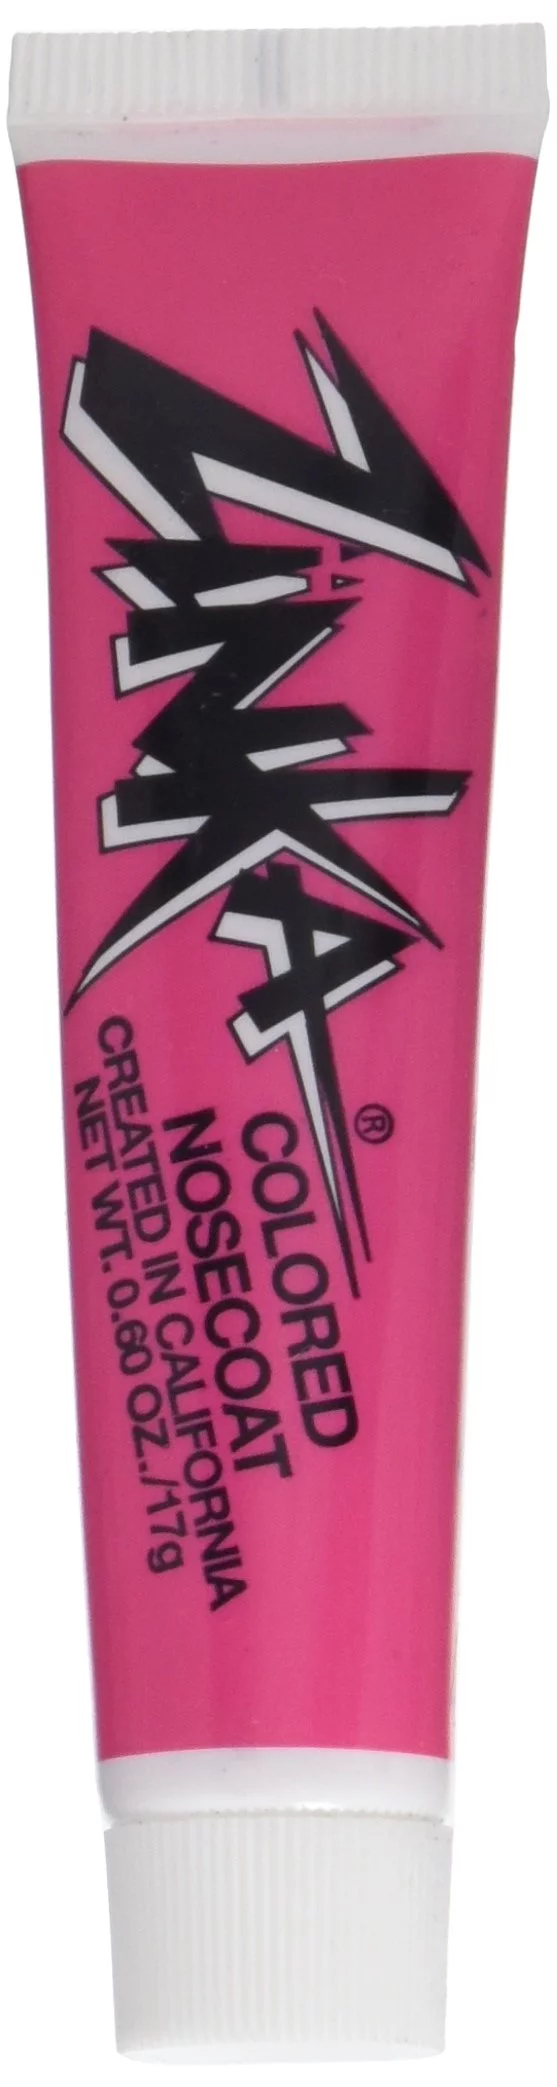 ZINKA®
COLORED
NOSECOAT
CREATED IN CALIFORNIA
NET WT. 0.60 OZ./17g